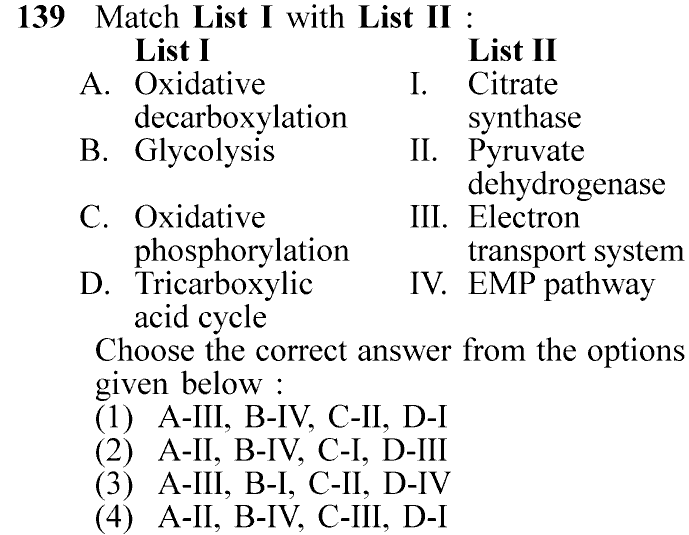 139 Match List I with List II :
List I List II
A. Oxidative I. Citrate
decarboxylation synthase
B. Glycolysis II. Pyruvate
dehydrogenase
C. Oxidative III. Electron
phosphorylation transport system
D. Tricarboxylic IV. EMP pathway
acid cycle
Choose the correct answer from the options
given below :
(1) A-III, B-IV, C-II, D-I
(2) A-II, B-IV, C-I, D-III
(3) A-III, B-I, C-II, D-IV
(4) A-II, B-IV, C-III, D-I